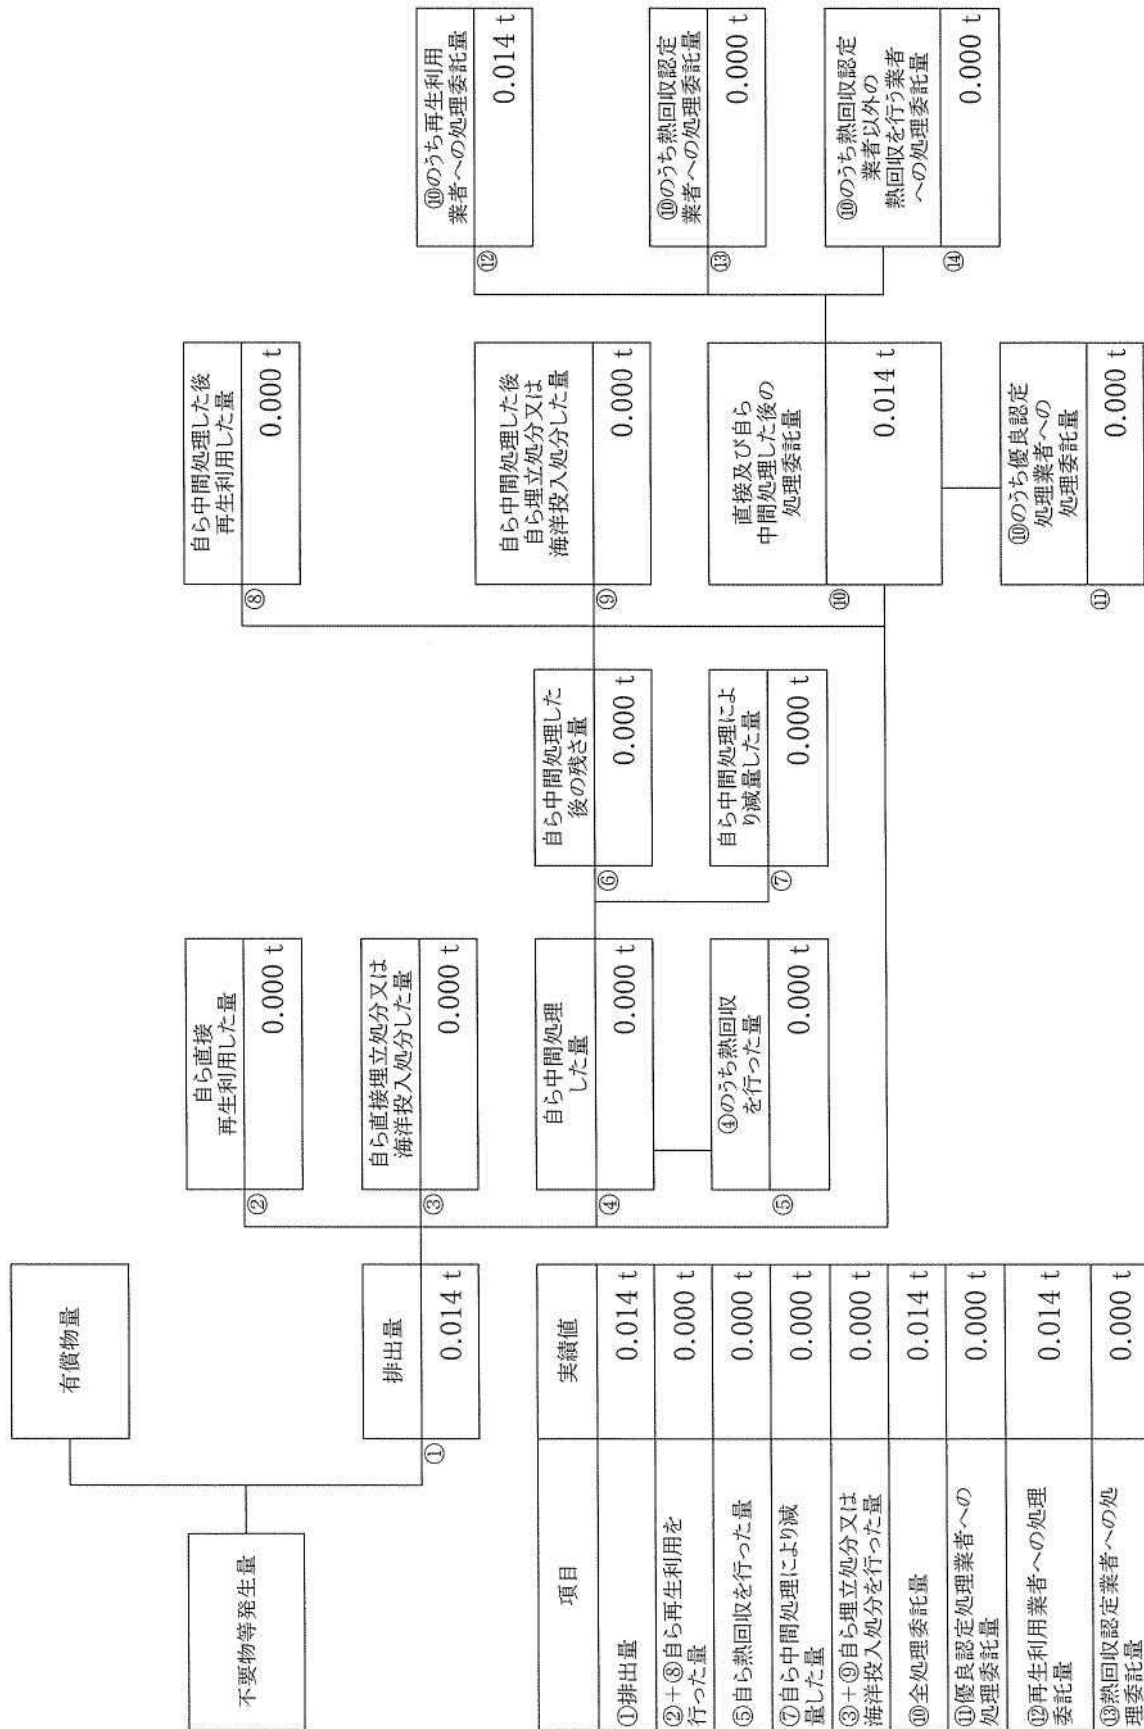 不要物等発生量
有償物量
排出量
①
0.014 t
自ら直接
再生利用した量
②
0.000 t
自ら直接埋立処分又は
海洋投入処分した量
③
0.000 t
自ら中間処理
した量
④
0.000 t
④のうち熱回収
を行った量
⑤
0.000 t
自ら中間処理した
後の残さ量
⑥
0.000 t
自ら中間処理によ
り減量した量
⑦
0.000 t
自ら中間処理した後
再生利用した量
⑧
0.000 t
自ら中間処理した後
自ら埋立処分又は
海洋投入処分した量
⑨
0.000 t
直接及び自ら
中間処理した後の
処理委託量
⑩
0.014 t
⑩のうち優良認定
処理業者への
処理委託量
⑪
0.000 t
⑩のうち再生利用
業者への処理委託量
⑫
0.014 t
⑩のうち熱回収認定
業者への処理委託量
⑬
0.000 t
⑩のうち熱回収認定
業者以外の
熱回収を行う業者
への処理委託量
⑭
0.000 t
項目 実績値
①排出量 0.014 t
②+⑧自ら再生利用を
行った量 0.000 t
⑤自ら熱回収を行った量 0.000 t
⑦自ら中間処理により減
量した量 0.000 t
③+⑨自ら埋立処分又は
海洋投入処分を行った量 0.000 t
⑩全処理委託量 0.014 t
⑪優良認定処理業者への
処理委託量 0.000 t
⑫再生利用業者への処理
委託量 0.014 t
⑬熱回収認定業者への処
理委託量 0.000 t